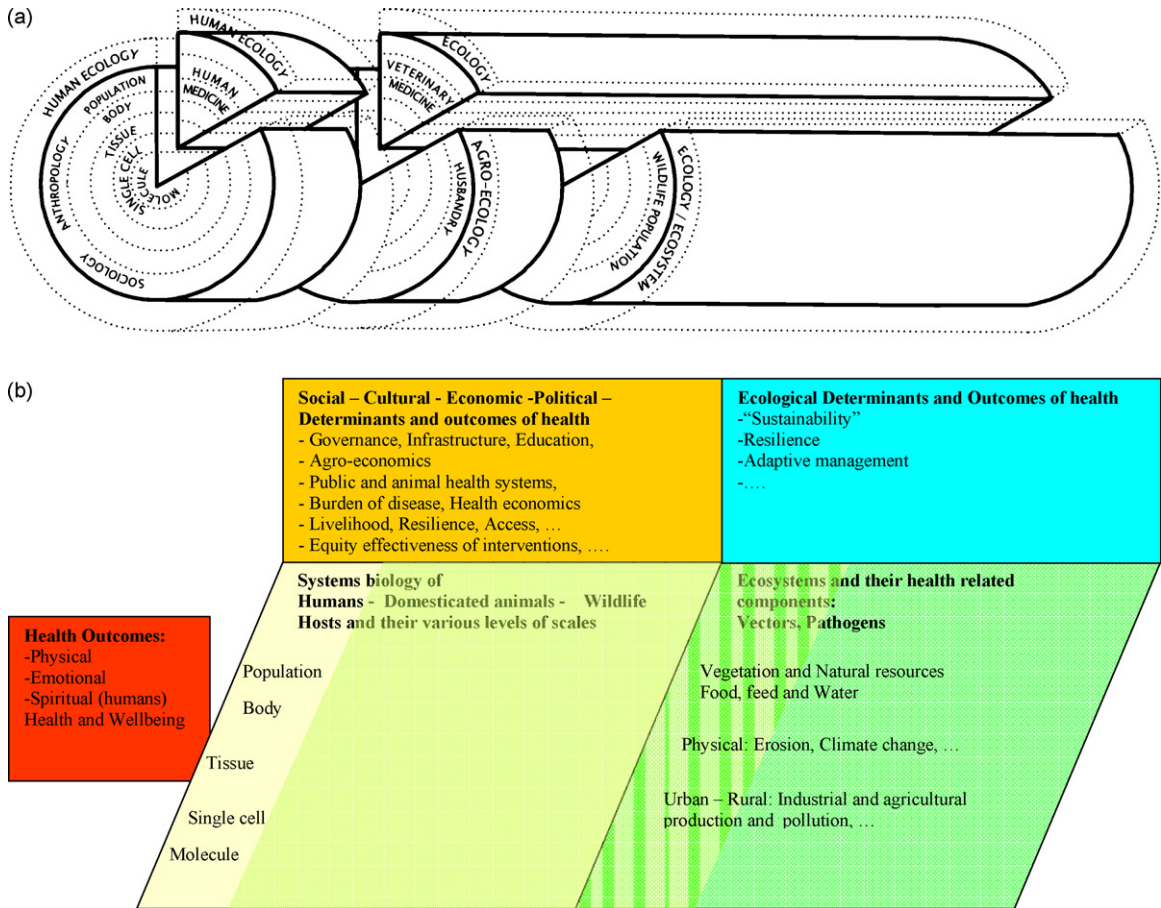 (a)
HUMAN ECOLOGY
ANTHROPOLOGY
SOCIOLOGY
POPULATION
BODY
TISSUE
SINGLE CELL
MOLECULE
MOLECULE
HUMAN ECOLOGY
HUMAN
MEDICINE
ECOLOGY
VETERINARY
MEDICINE
AGRO-ECOLOGY
HUSBANDRY
ECOLOGY / ECOSYSTEM
WILDLIFE POPULATION
(b)
Social – Cultural - Economic -Political –
Determinants and outcomes of health
- Governance, Infrastructure, Education,
- Agro-economics
- Public and animal health systems,
- Burden of disease, Health economics
- Livelihood, Resilience, Access, …
- Equity effectiveness of interventions, ….
Ecological Determinants and Outcomes of health
-“Sustainability”
-Resilience
-Adaptive management
-….
Health Outcomes:
-Physical
-Emotional
-Spiritual (humans)
Health and Wellbeing
Systems biology of
Humans - Domesticated animals - Wildlife
Hosts and their various levels of scales
Population
Body
Tissue
Single cell
Molecule
Ecosystems and their health related
components:
Vectors, Pathogens
Vegetation and Natural resources
Food, feed and Water
Physical: Erosion, Climate change, …
Urban – Rural: Industrial and agricultural
production and pollution, …